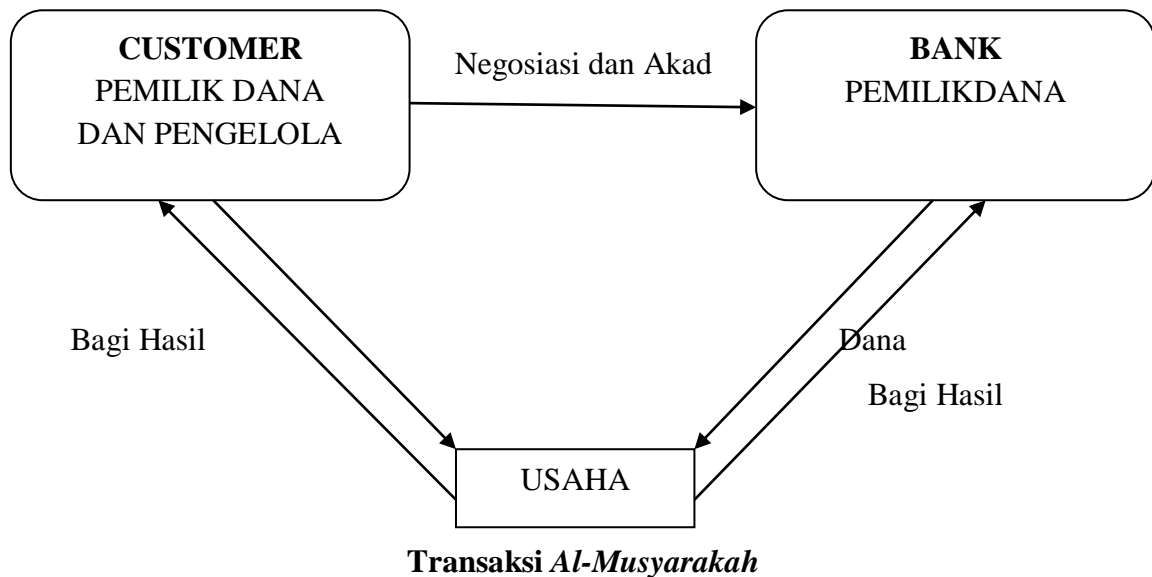 CUSTOMER
PEMILIK DANA
DAN PENGELOLA
Negosiasi dan Akad
BANK
PEMILIKDANA
Bagi Hasil
Dana
Bagi Hasil
USAHA
Transaksi Al-Musyarakah